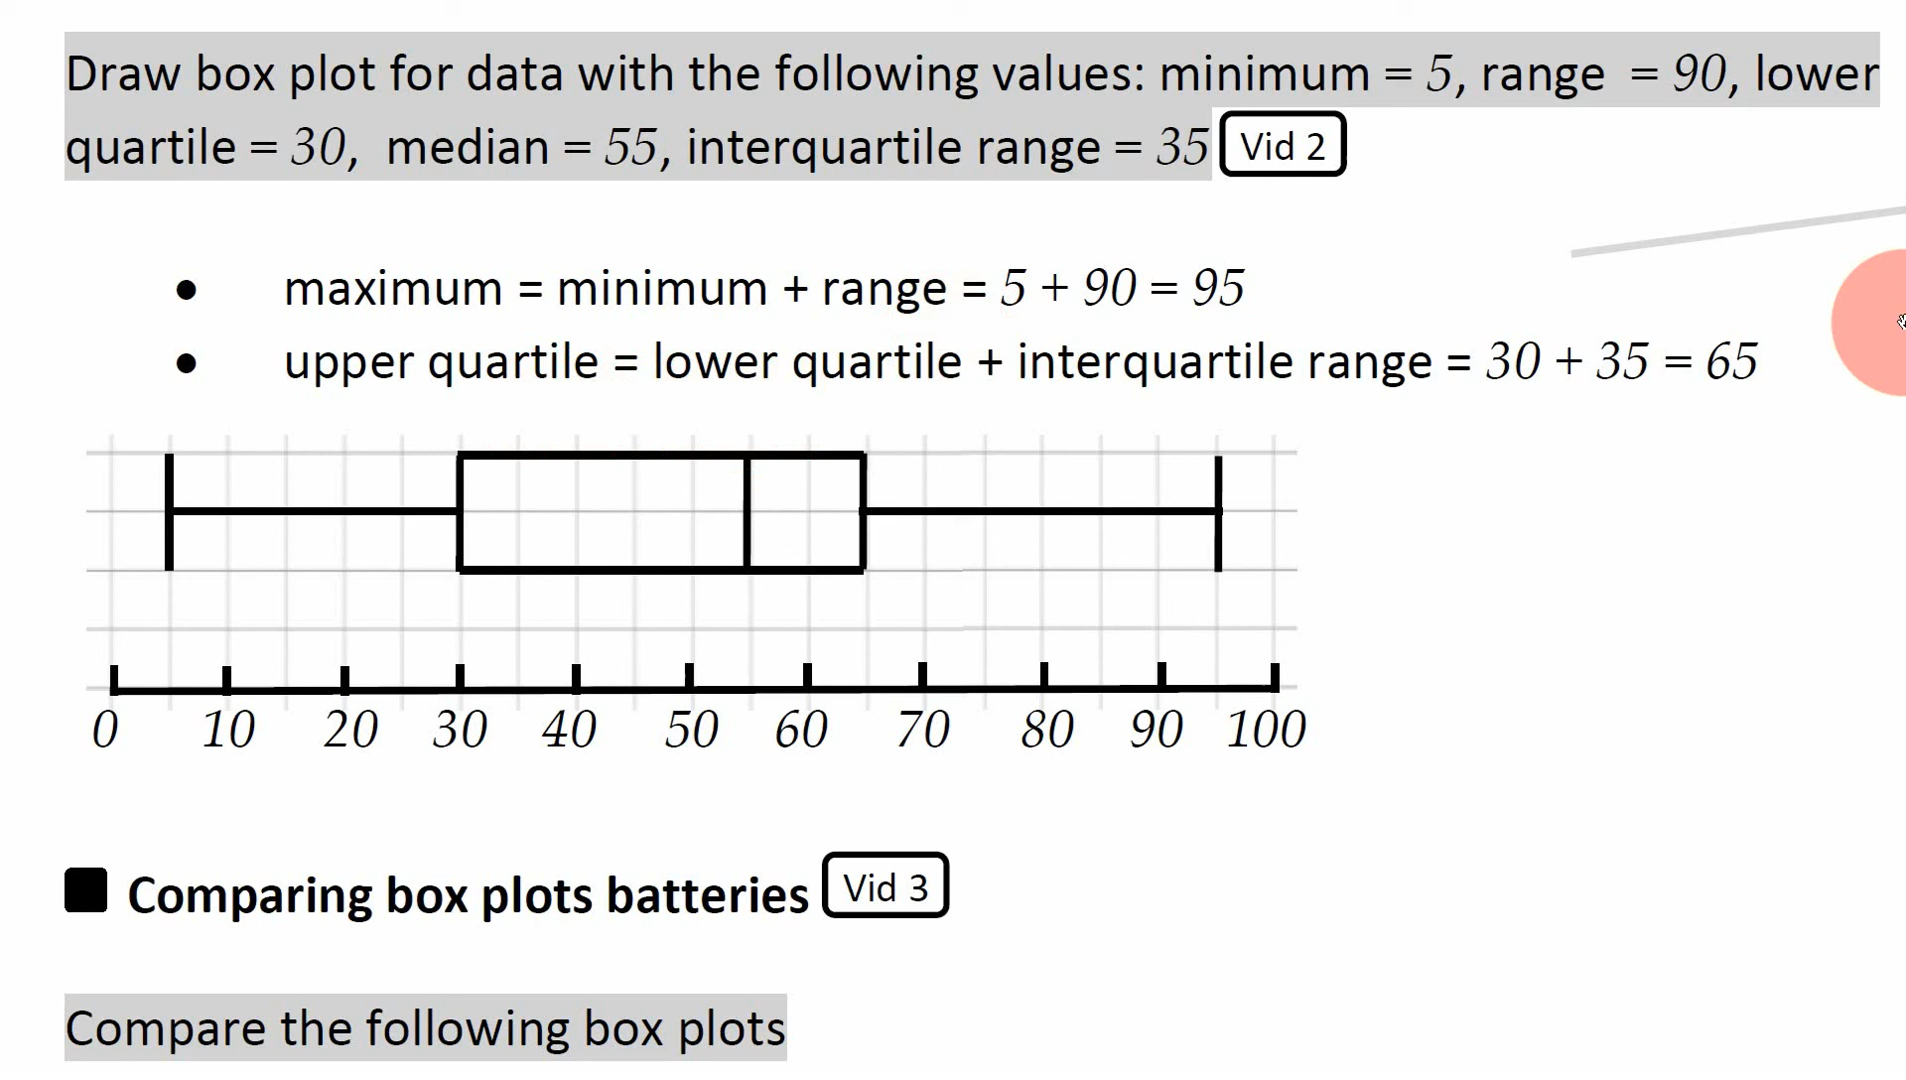 Draw box plot for data with the following values: minimum = 5, range = 90, lower
quartile = 30, median = 55, interquartile range = 35 Vid 2
• maximum = minimum + range = 5 + 90 = 95
• upper quartile = lower quartile + interquartile range = 30 + 35 = 65
0 10 20 30 40 50 60 70 80 90 100
Comparing box plots batteries Vid 3
Compare the following box plots